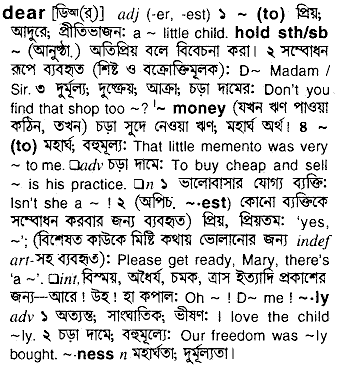 dear [ডিআ(র)] adj (-er, -est) ১ ~ (to) প্রিয়;
আদুরে; প্রীতিভাজন: a ~ little child. hold sth/sb
~ (আনুষ্ঠা.) অতিপ্রিয় বলে বিবেচনা করা। ২ সম্বোধন
রূপে ব্যবহৃত (শিষ্ট ও বক্রোক্তিমূলক): D~ Madam /
Sir. ৩ দুর্মূল্য; দুষ্ক্রেয়; আক্রা; চড়া দামের: Don't you
find that shop too ~? !~ money (যখন ঋণ পাওয়া
কঠিন, তখন) চড়া সুদে নেওয়া ঋণ; মহার্ঘ অর্থ। ৪ ~
(to) মহার্ঘ; বহুমূল্য: That little memento was very
~ to me. ❑adv চড়া দামে: To buy cheap and sell
~ is his practice. ❑n ১ ভালোবাসার যোগ্য ব্যক্তি:
Isn't she a ~! ২ (অপিচ. ~·est) কোনো ব্যক্তিকে
সম্বোধন করবার জন্য ব্যবহৃত) প্রিয়, প্রিয়তম: 'yes,
~'; (বিশেষত কাউকে মিষ্টি কথায় ভোলানোর জন্য indef
art-সহ ব্যবহৃত): Please get ready, Mary, there's
'a ~'. ❑int, বিস্ময়, অধৈর্য, চমক, ত্রাস ইত্যাদি প্রকাশের
জন্য—আরে! উহ! হা কপাল: Oh ~! D~ me! ~·ly
adv ১ অত্যন্ত; সাংঘাতিক; ভীষণ: I love the child
~ly. ২ চড়া দামে; বহুমূল্যে: Our freedom was ~ly
bought. ~·ness n মহার্ঘতা; দুর্মূল্যতা।